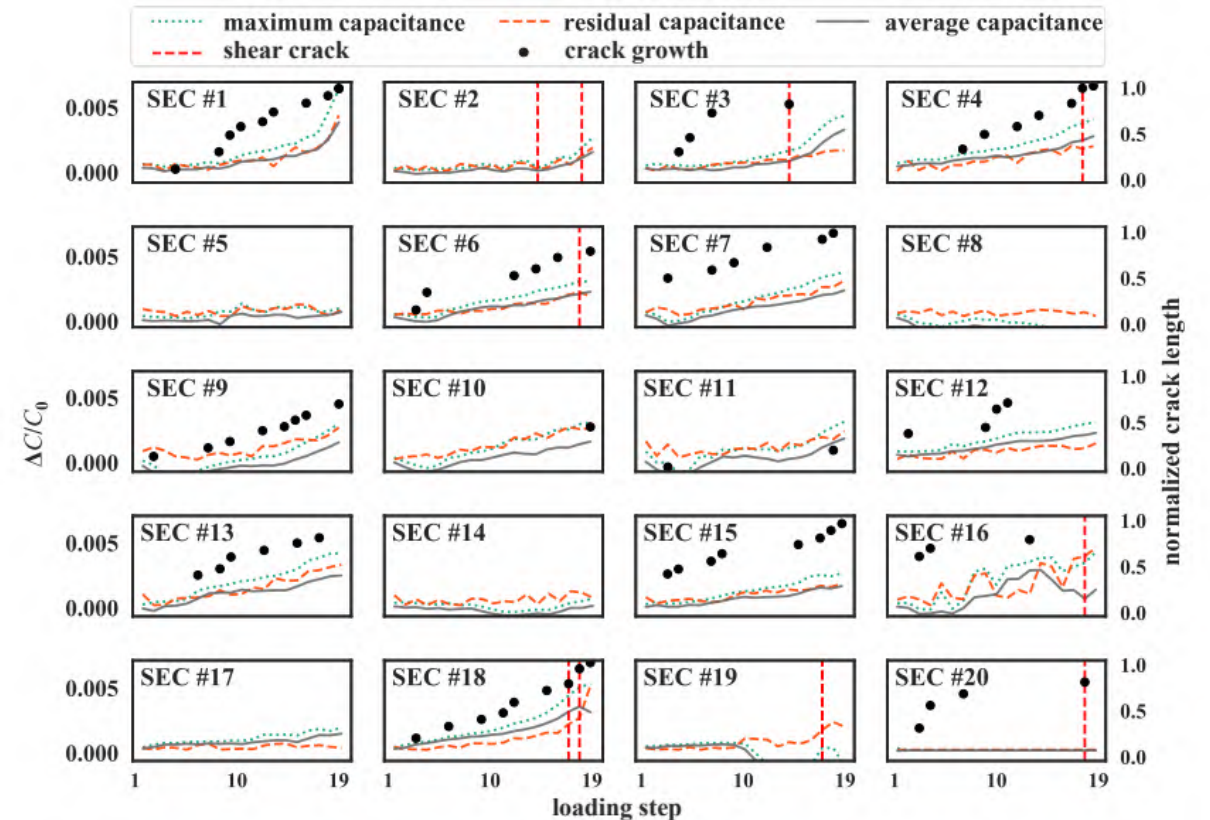 maximum capacitance residual capacitance average capacitance
shear crack crack growth
SEC #1 SEC #2 SEC #3 SEC #4
0.005 1.0
0.5
0.000 0.0
SEC #5 SEC #6 SEC #7 SEC #8
0.005 1.0
0.5
0.000 0.0
SEC #9 SEC #10 SEC #11 SEC #12
0.005 1.0
0.5
0.000 0.0
SEC #13 SEC #14 SEC #15 SEC #16
0.005 1.0
0.5
0.000 0.0
SEC #17 SEC #18 SEC #19 SEC #20
0.005 1.0
0.5
0.000 0.0
1 10 19 1 10 19 1 10 19 1 10 19
loading step
ΔC/C₀
normalized crack length